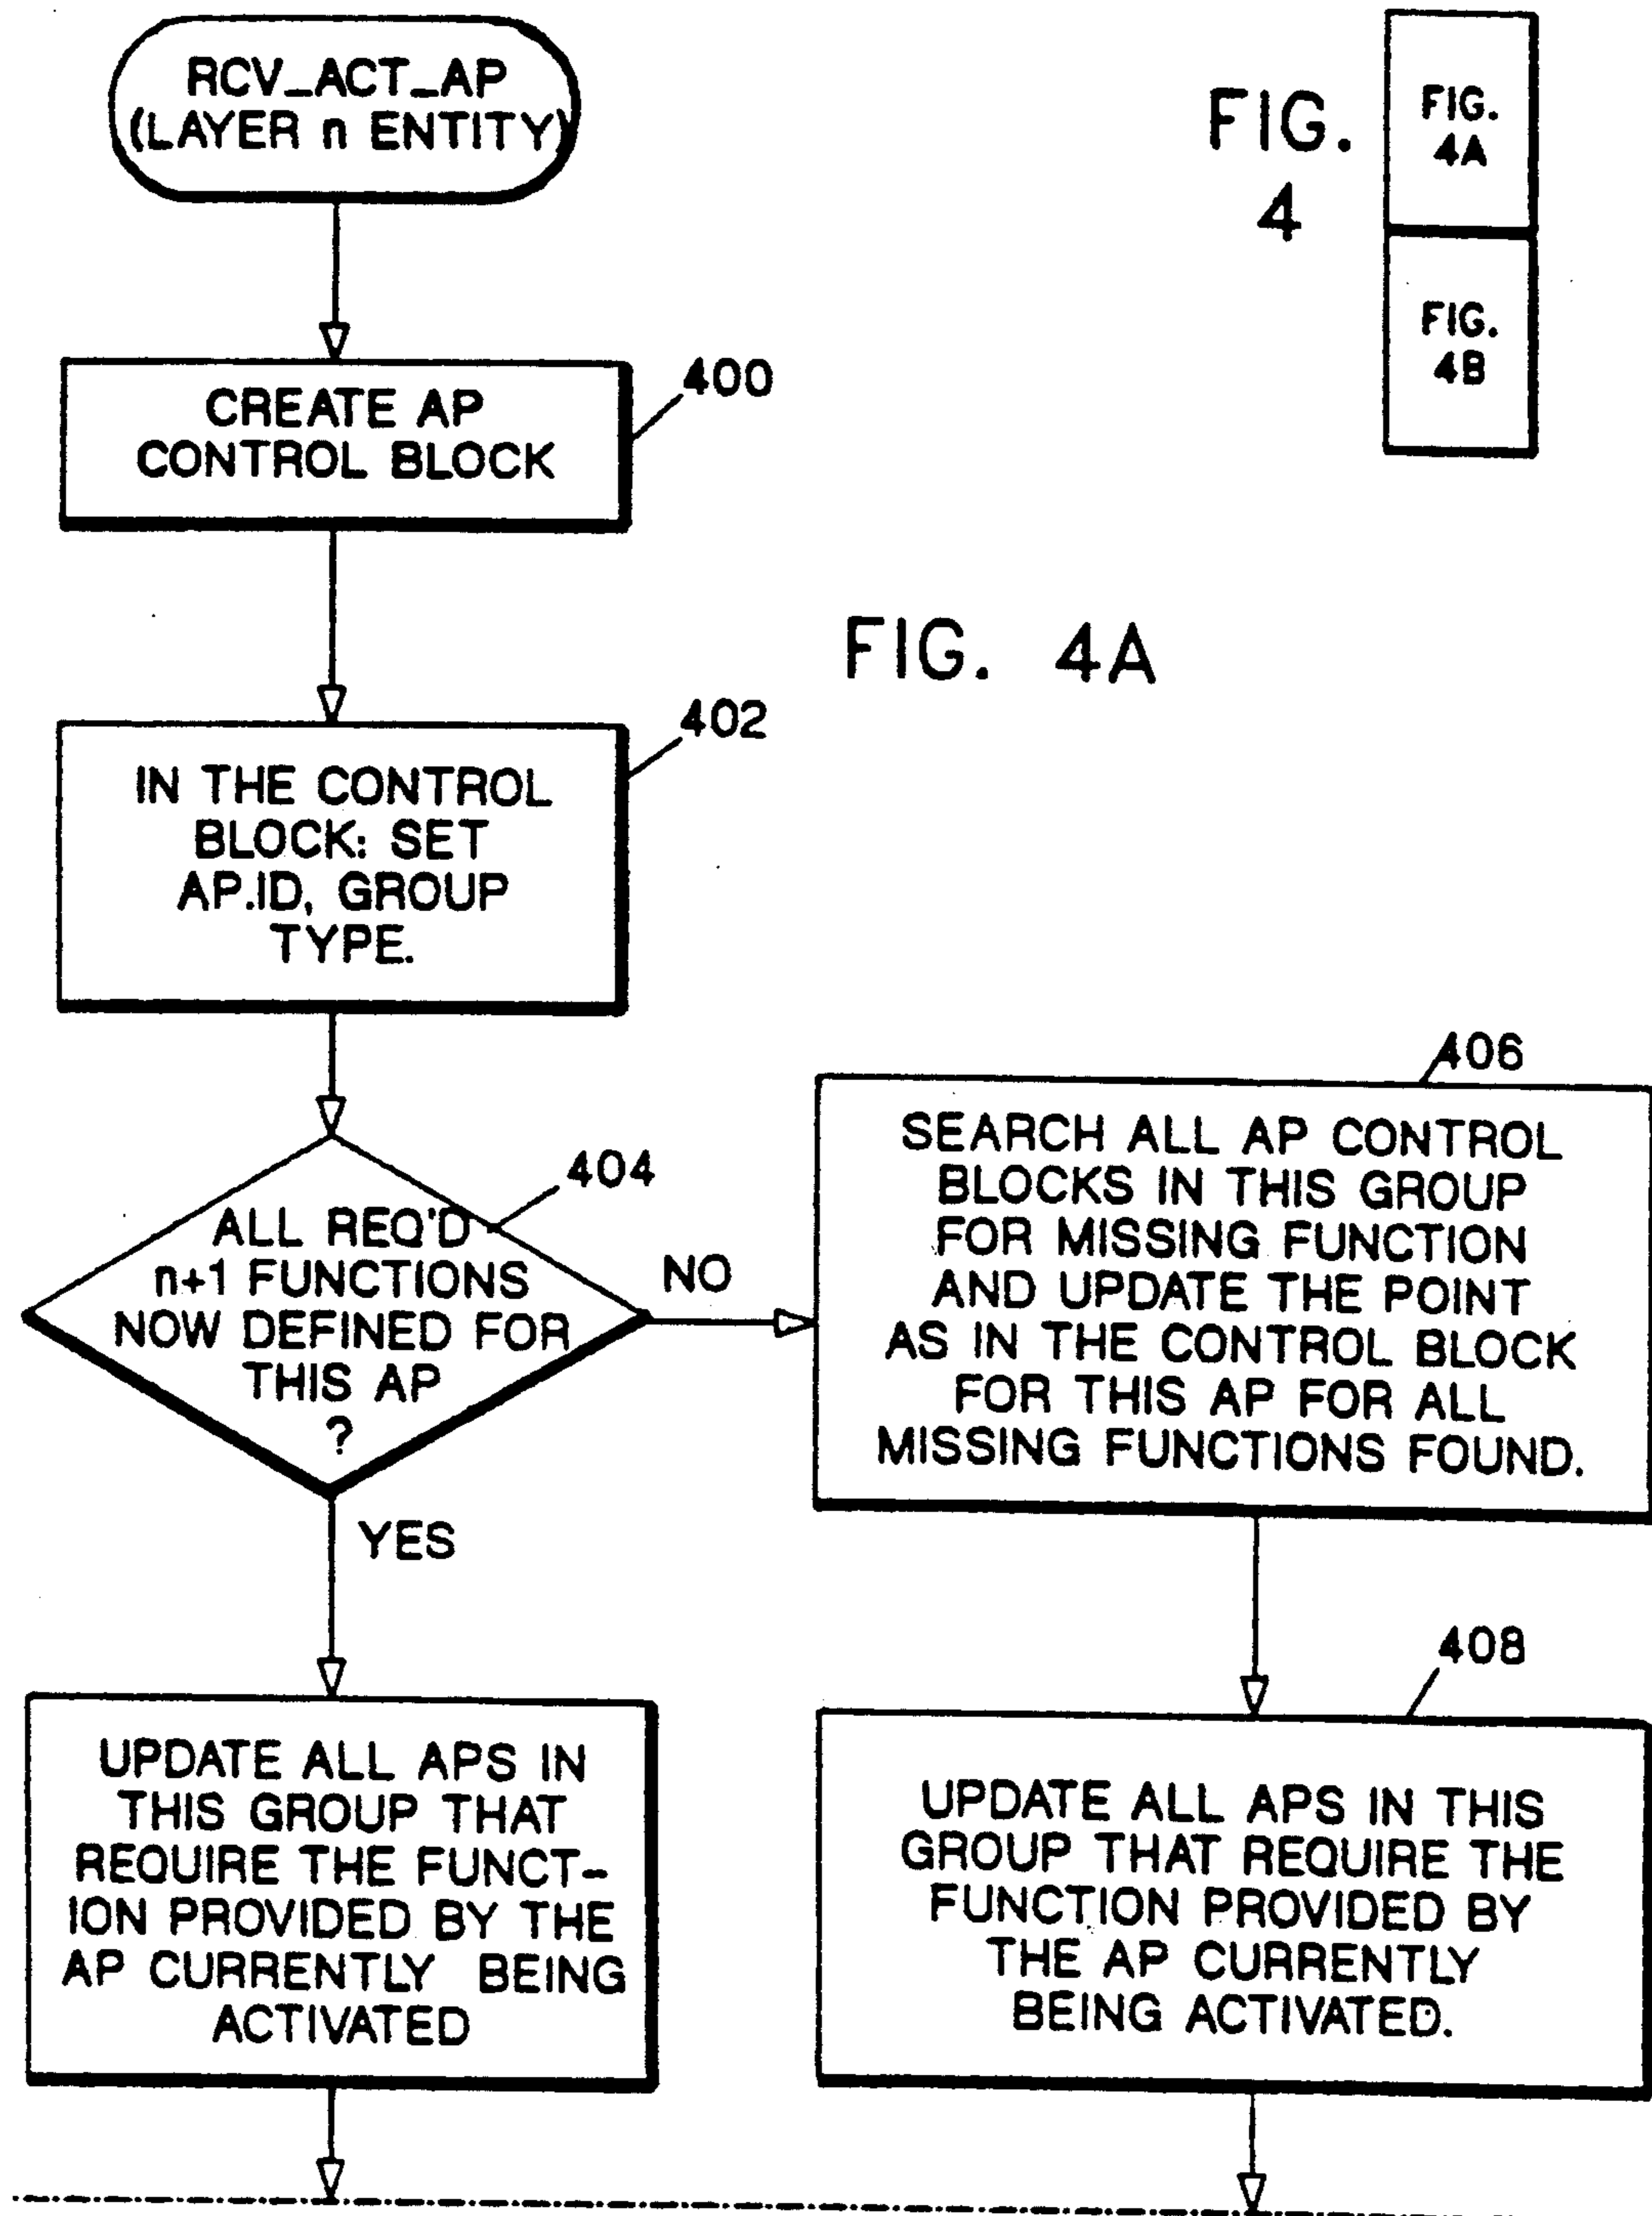 RCV_ACT_AP
(LAYER n ENTITY)
FIG.
4
FIG.
4A
FIG.
4B
400
CREATE AP
CONTROL BLOCK
FIG. 4A
402
IN THE CONTROL
BLOCK: SET
AP.ID, GROUP
TYPE.
404
ALL REQ'D
n+1 FUNCTIONS
NOW DEFINED FOR
THIS AP
?
NO
YES
406
SEARCH ALL AP CONTROL
BLOCKS IN THIS GROUP
FOR MISSING FUNCTION
AND UPDATE THE POINT
AS IN THE CONTROL BLOCK
FOR THIS AP FOR ALL
MISSING FUNCTIONS FOUND.
UPDATE ALL APS IN
THIS GROUP THAT
REQUIRE THE FUNCT-
ION PROVIDED BY THE
AP CURRENTLY BEING
ACTIVATED
408
UPDATE ALL APS IN THIS
GROUP THAT REQUIRE THE
FUNCTION PROVIDED BY
THE AP CURRENTLY
BEING ACTIVATED.